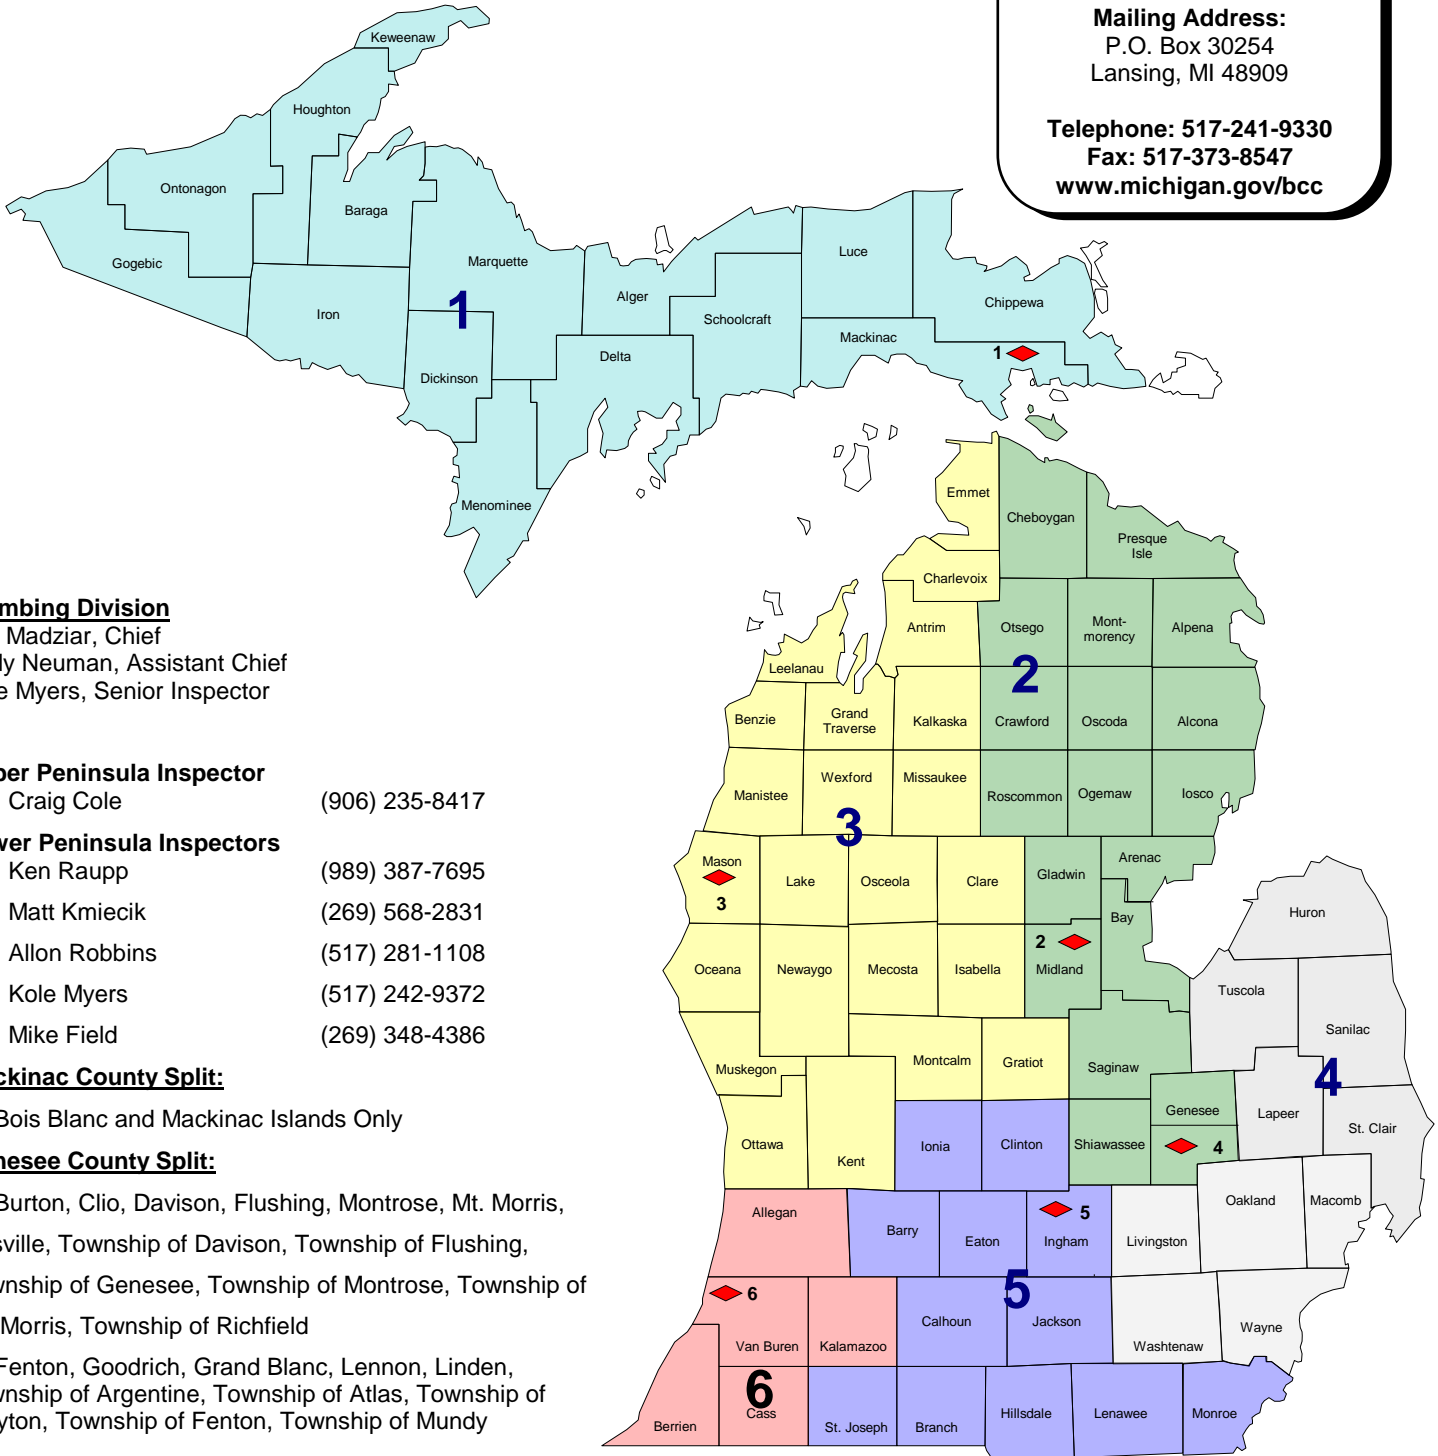 Mailing Address:
P.O. Box 30254
Lansing, MI 48909
Telephone: 517-241-9330
Fax: 517-373-8547
www.michigan.gov/bcc
Keweenaw
Houghton
Ontonagon
Baraga
Gogebic
Marquette
Iron
1
Dickinson
Alger
Delta
Schoolcraft
Luce
Chippewa
Mackinac
1
Menominee
Emmet
Cheboygan
Presque
Isle
Charlevoix
Antrim
Otsego
Mont-
morency
Alpena
2
Leelanau
Benzie
Grand
Traverse
Kalkaska
Crawford
Oscoda
Alcona
Manistee
Wexford
Missaukee
Roscommon
Ogemaw
Iosco
3
Mason
3
Lake
Osceola
Clare
Gladwin
Arenac
Bay
2
Midland
Huron
Oceana
Newaygo
Mecosta
Isabella
Tuscola
Sanilac
4
Muskegon
Montcalm
Gratiot
Saginaw
Genesee
4
Lapeer
St. Clair
Ottawa
Kent
Ionia
Clinton
Shiawassee
Allegan
Barry
Eaton
5
Ingham
Livingston
Oakland
Macomb
5
6
Van Buren
Kalamazoo
Calhoun
Jackson
Washtenaw
Wayne
6
Berrien
Cass
St. Joseph
Branch
Hillsdale
Lenawee
Monroe
mbing Division
Madziar, Chief
ly Neuman, Assistant Chief
e Myers, Senior Inspector
per Peninsula Inspector
Craig Cole (906) 235-8417
wer Peninsula Inspectors
Ken Raupp (989) 387-7695
Matt Kmiecik (269) 568-2831
Allon Robbins (517) 281-1108
Kole Myers (517) 242-9372
Mike Field (269) 348-4386
ckinac County Split:
Bois Blanc and Mackinac Islands Only
nesee County Split:
Burton, Clio, Davison, Flushing, Montrose, Mt. Morris,
sville, Township of Davison, Township of Flushing,
wnship of Genesee, Township of Montrose, Township of
Morris, Township of Richfield
Fenton, Goodrich, Grand Blanc, Lennon, Linden,
wnship of Argentine, Township of Atlas, Township of
yton, Township of Fenton, Township of Mundy